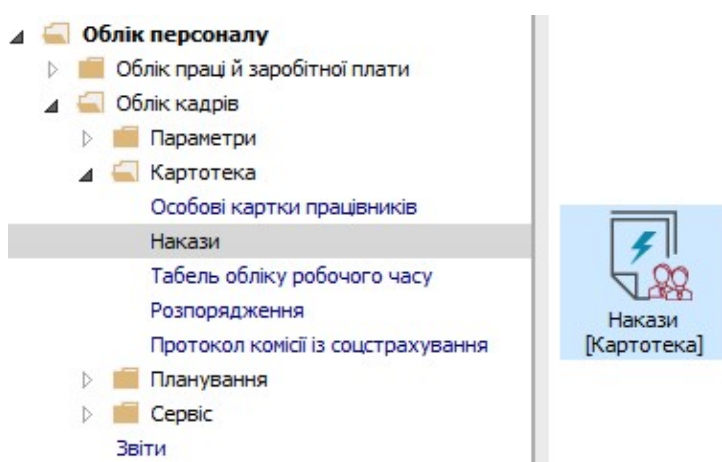 Облік персоналу
Облік праці й заробітної плати
Облік кадрів
Параметри
Картотека
Особові картки працівників
Накази
Табель обліку робочого часу
Розпорядження
Протокол комісії із соцстрахування
Планування
Сервіс
Звіти
Накази
[Картотека]